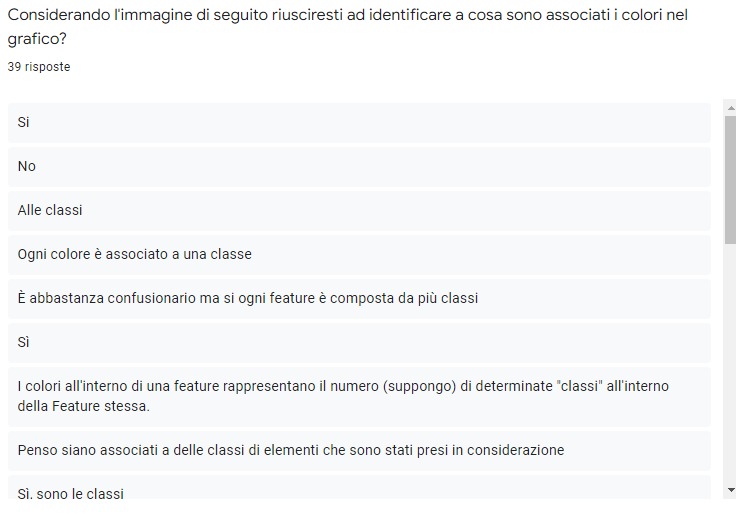 Considerando l'immagine di seguito riusciresti ad identificare a cosa sono associati i colori nel
grafico?
39 risposte
Si
No
Alle classi
Ogni colore è associato a una classe
È abbastanza confusionario ma si ogni feature è composta da più classi
Sì
I colori all'interno di una feature rappresentano il numero (suppongo) di determinate "classi" all'interno
della Feature stessa.
Penso siano associati a delle classi di elementi che sono stati presi in considerazione
Sì, sono le classi